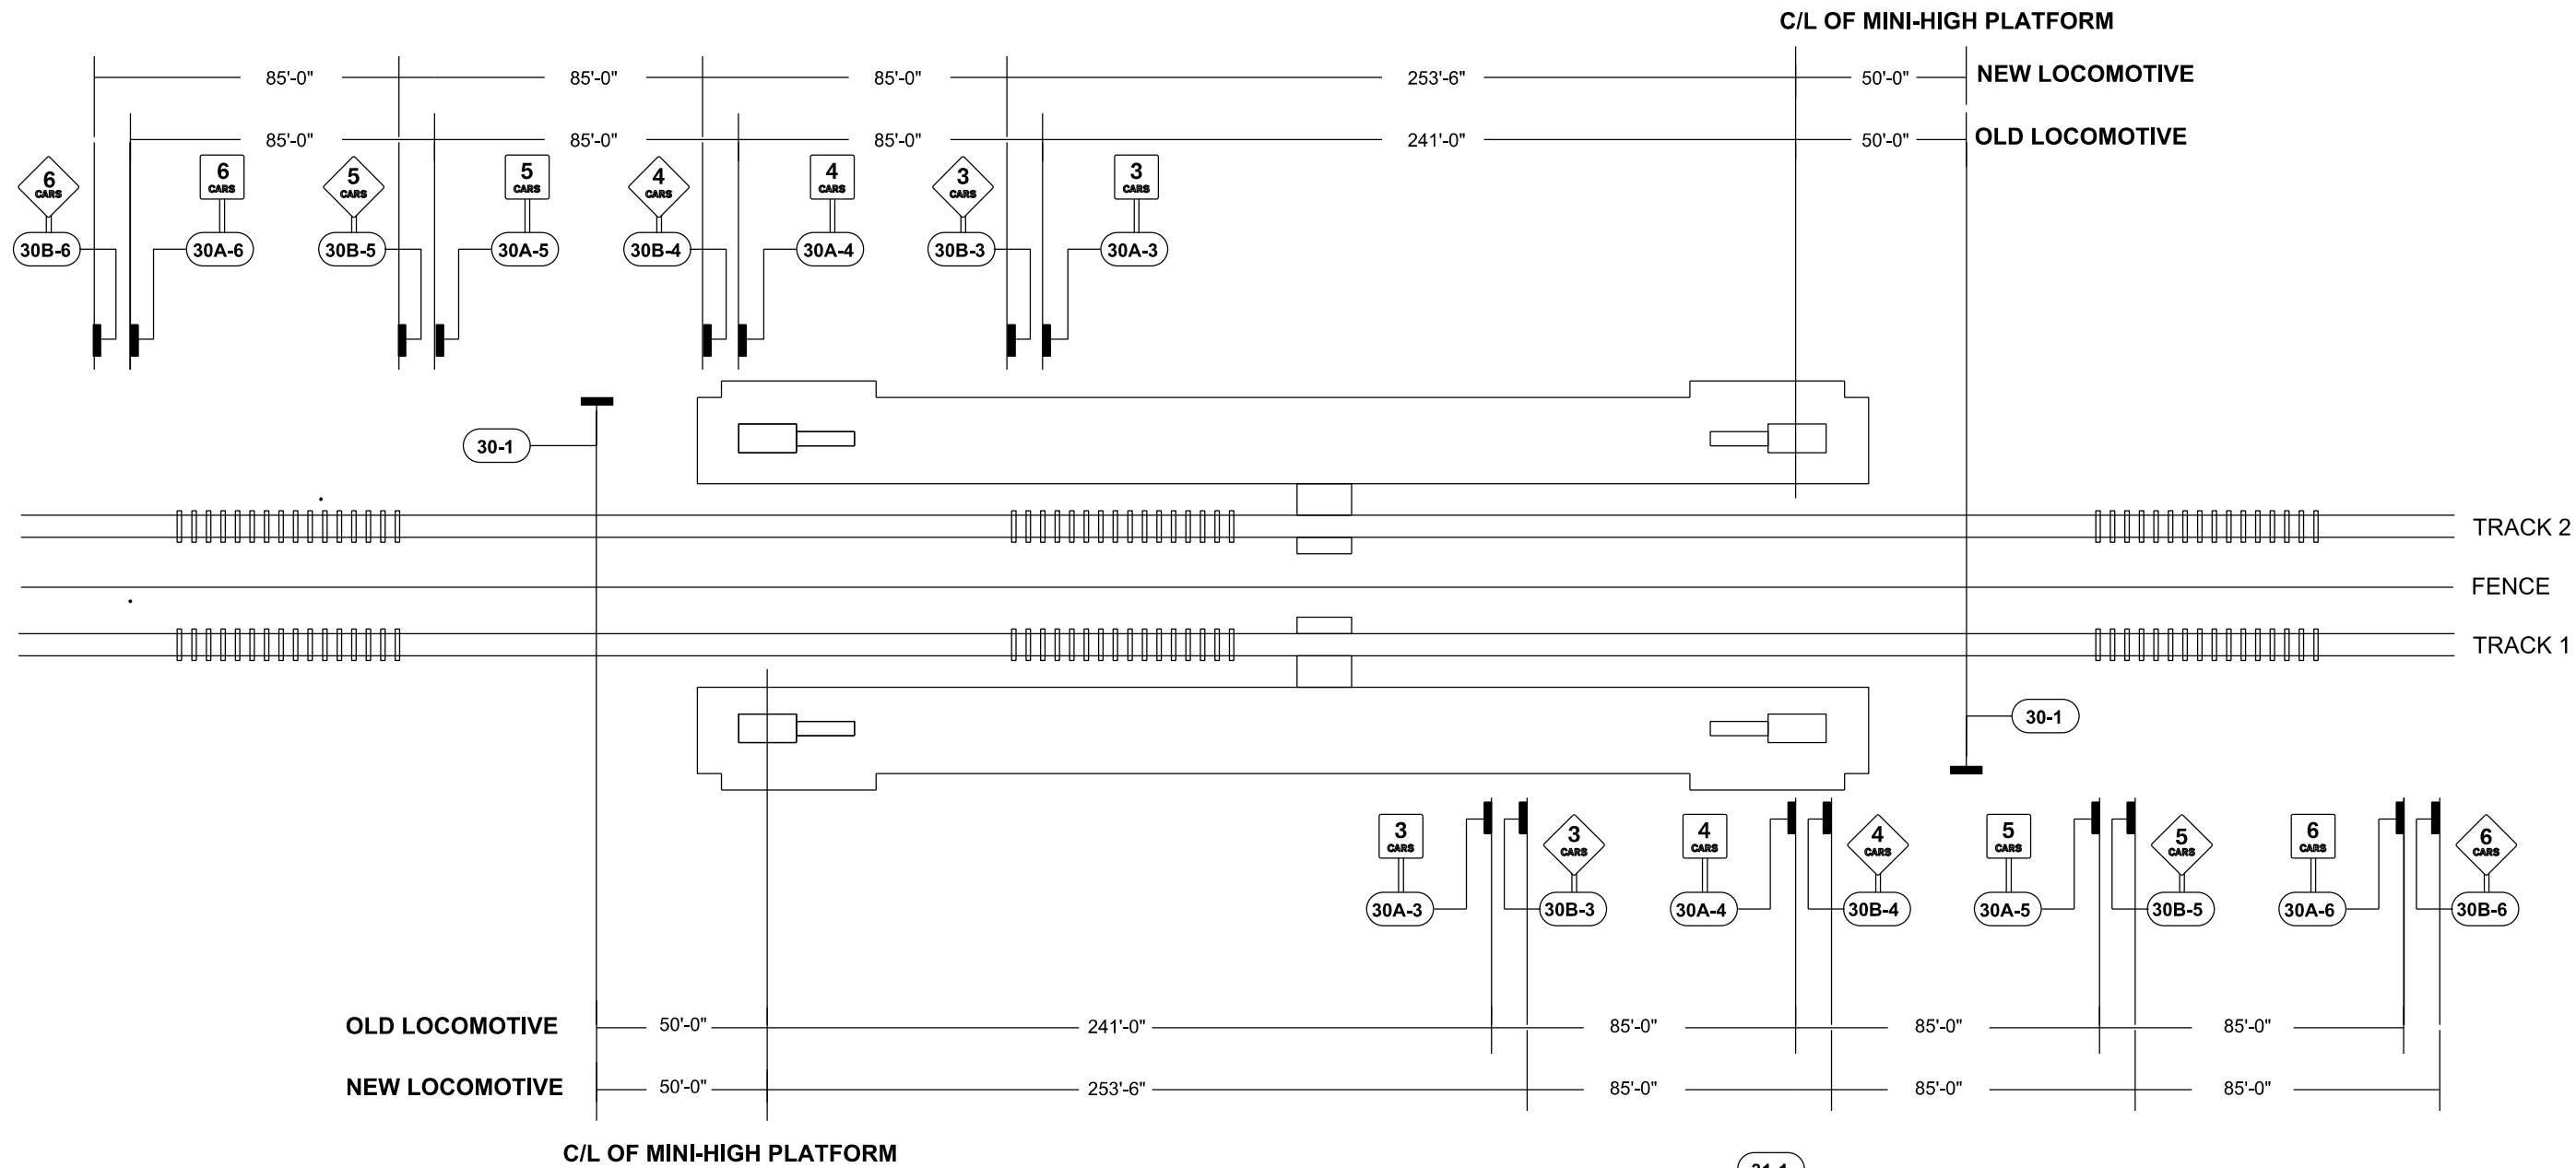 C/L OF MINI-HIGH PLATFORM
85'-0" 85'-0" 85'-0" 253'-6" 50'-0" NEW LOCOMOTIVE
85'-0" 85'-0" 85'-0" 241'-0" 50'-0" OLD LOCOMOTIVE
6 6 5 5 4 4 3 3
CARS CARS CARS CARS CARS CARS CARS CARS
30B-6 30A-6 30B-5 30A-5 30B-4 30A-4 30B-3 30A-3
30-1
TRACK 2
FENCE
TRACK 1
30-1
3 3 4 4 5 5 6 6
CARS CARS CARS CARS CARS CARS CARS CARS
30A-3 30B-3 30A-4 30B-4 30A-5 30B-5 30A-6 30B-6
OLD LOCOMOTIVE 50'-0" 241'-0" 85'-0" 85'-0" 85'-0"
NEW LOCOMOTIVE 50'-0" 253'-6" 85'-0" 85'-0" 85'-0"
C/L OF MINI-HIGH PLATFORM